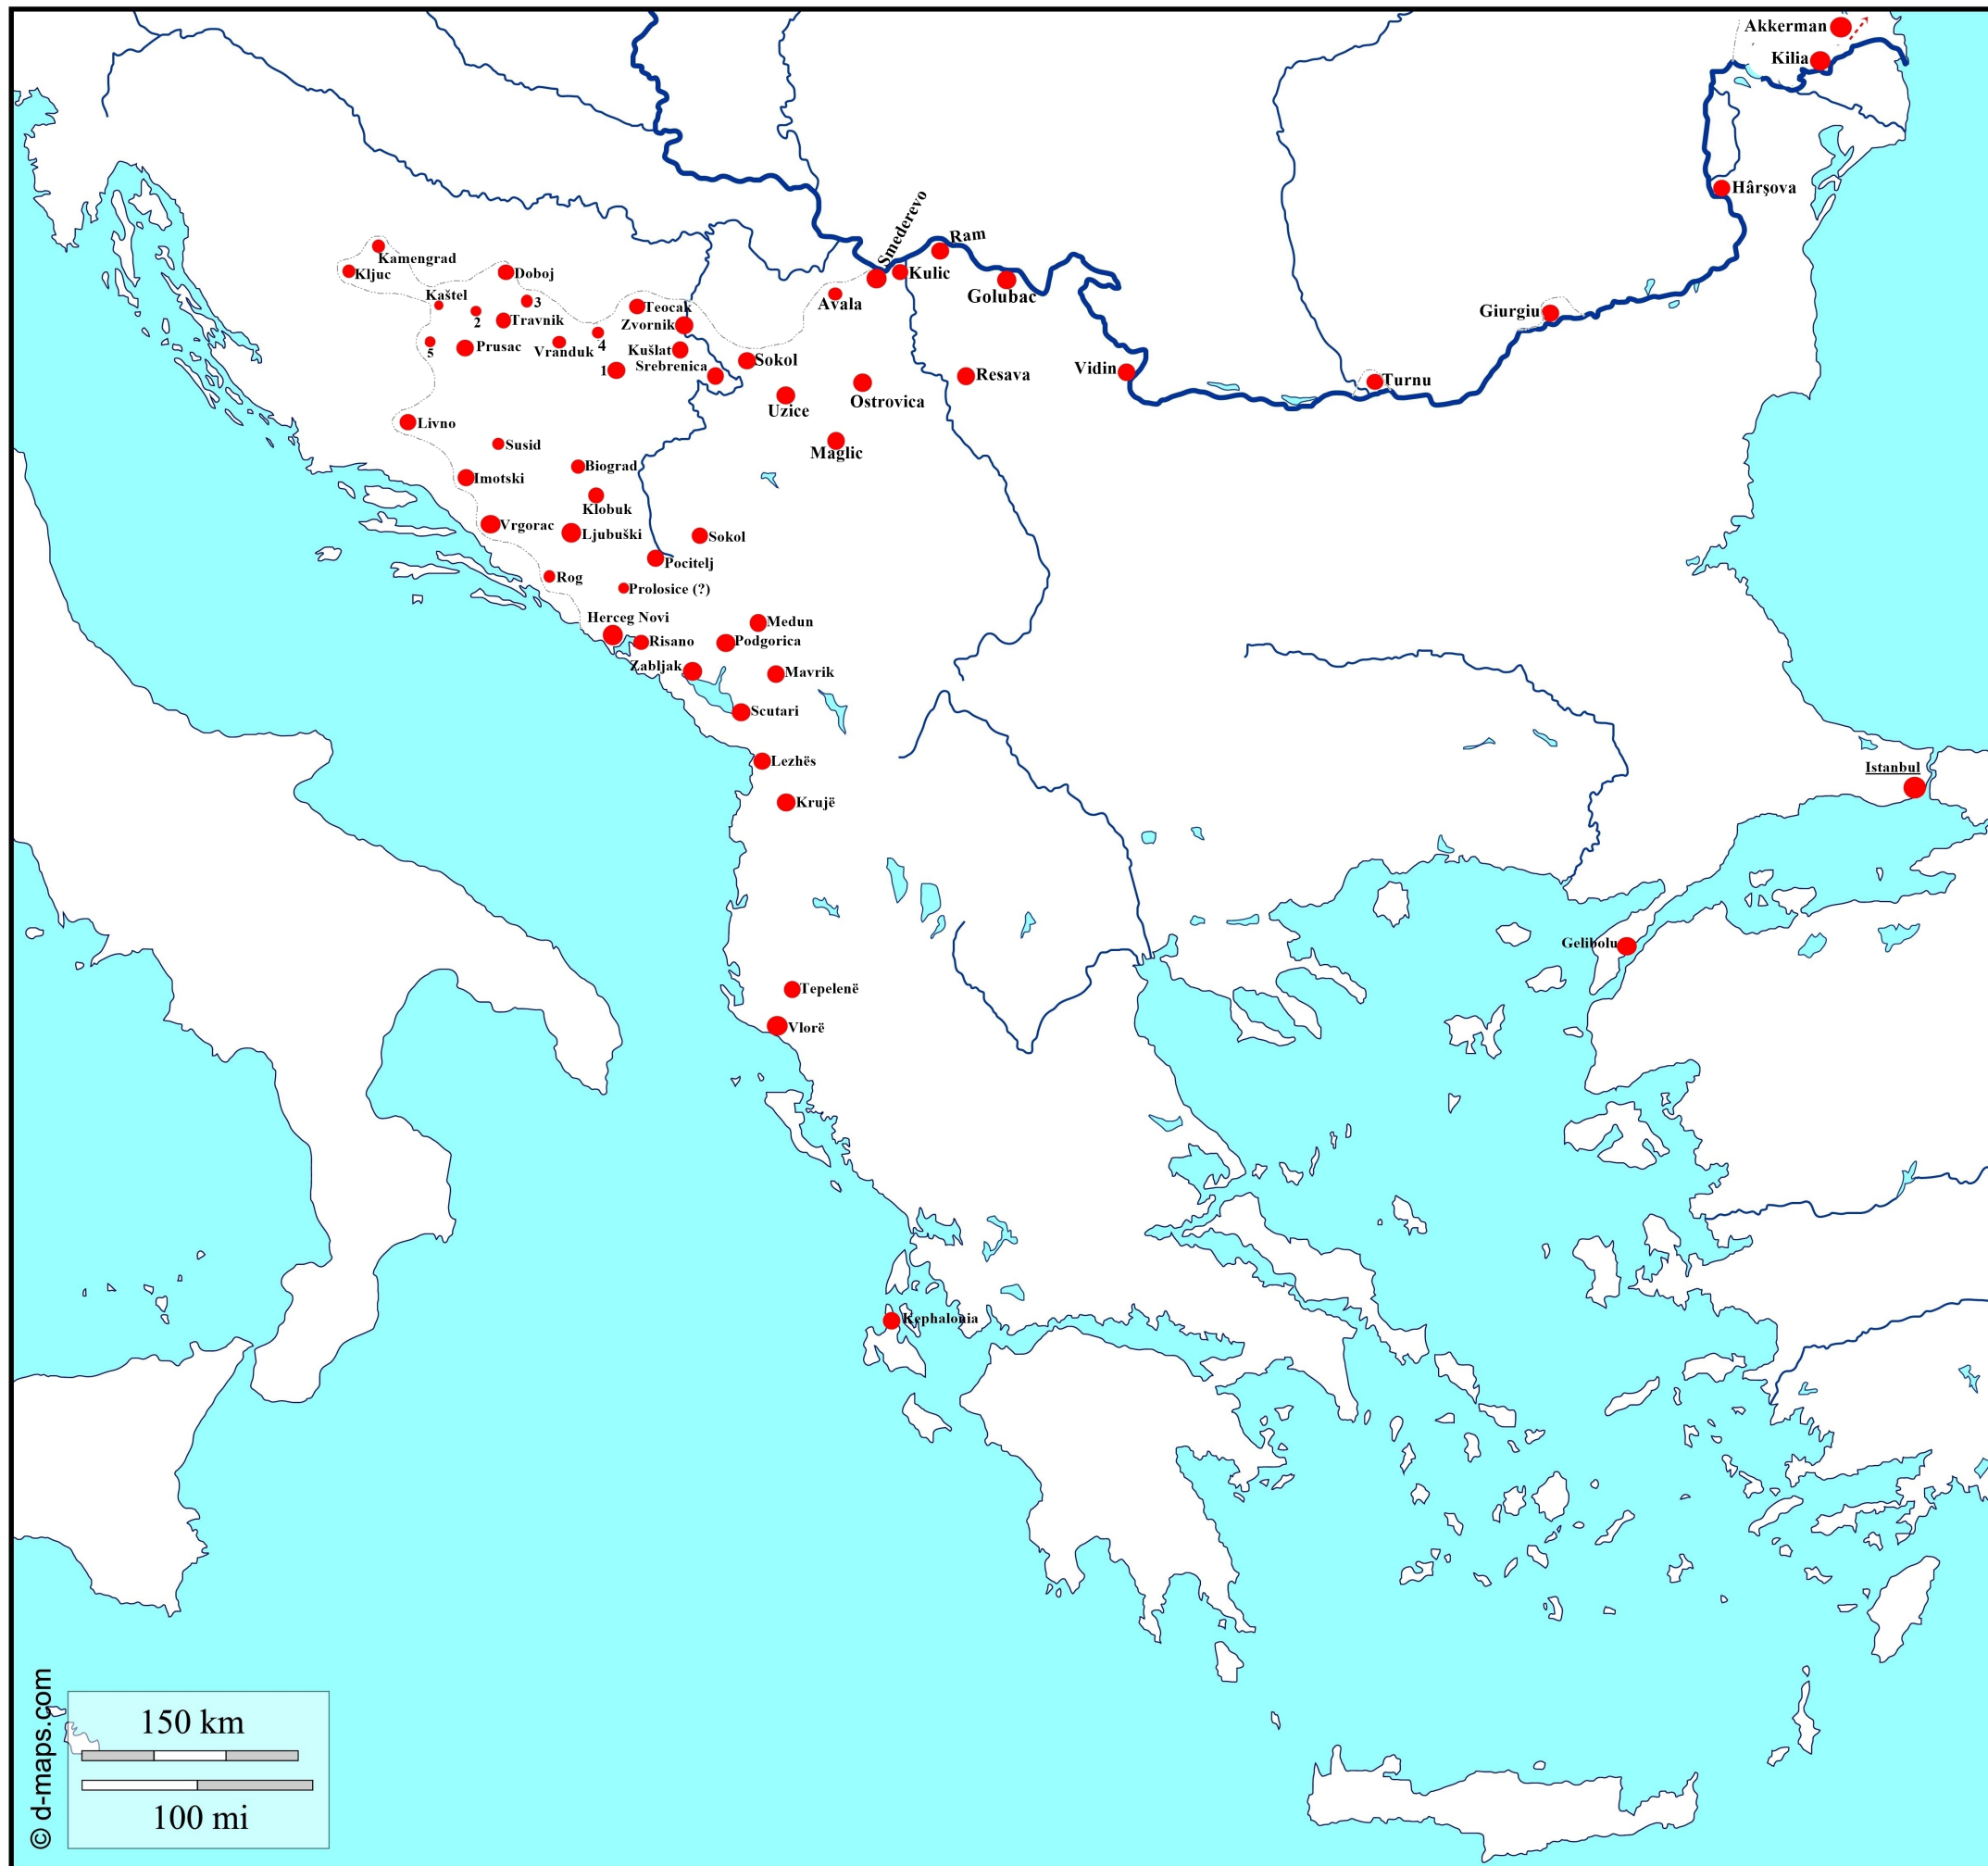 Akkerman
Kilia
Hârşova
Smederevo
Ram
Kulic
Golubac
Kamengrad
Kljuc
Doboj
Kaštel
3
2
Travnik
Teocak
Zvornik
Avala
Giurgiu
5
Prusac
Vranduk
4
Kušlat
Srebrenica
1
Sokol
Uzice
Ostrovica
Resava
Vidin
Turnu
Livno
Susid
Maglic
Imotski
Biograd
Klobuk
Vrgorac
Ljubuški
Sokol
Pocitelj
Rog
Prolosice (?)
Herceg Novi
Medun
Risano
Podgorica
Zabljak
Mavrik
Scutari
Lezhës
Istanbul
Krujë
Gelibolu
Tepelenë
Vlorë
Kephalonia
© d-maps.com
150 km
100 mi